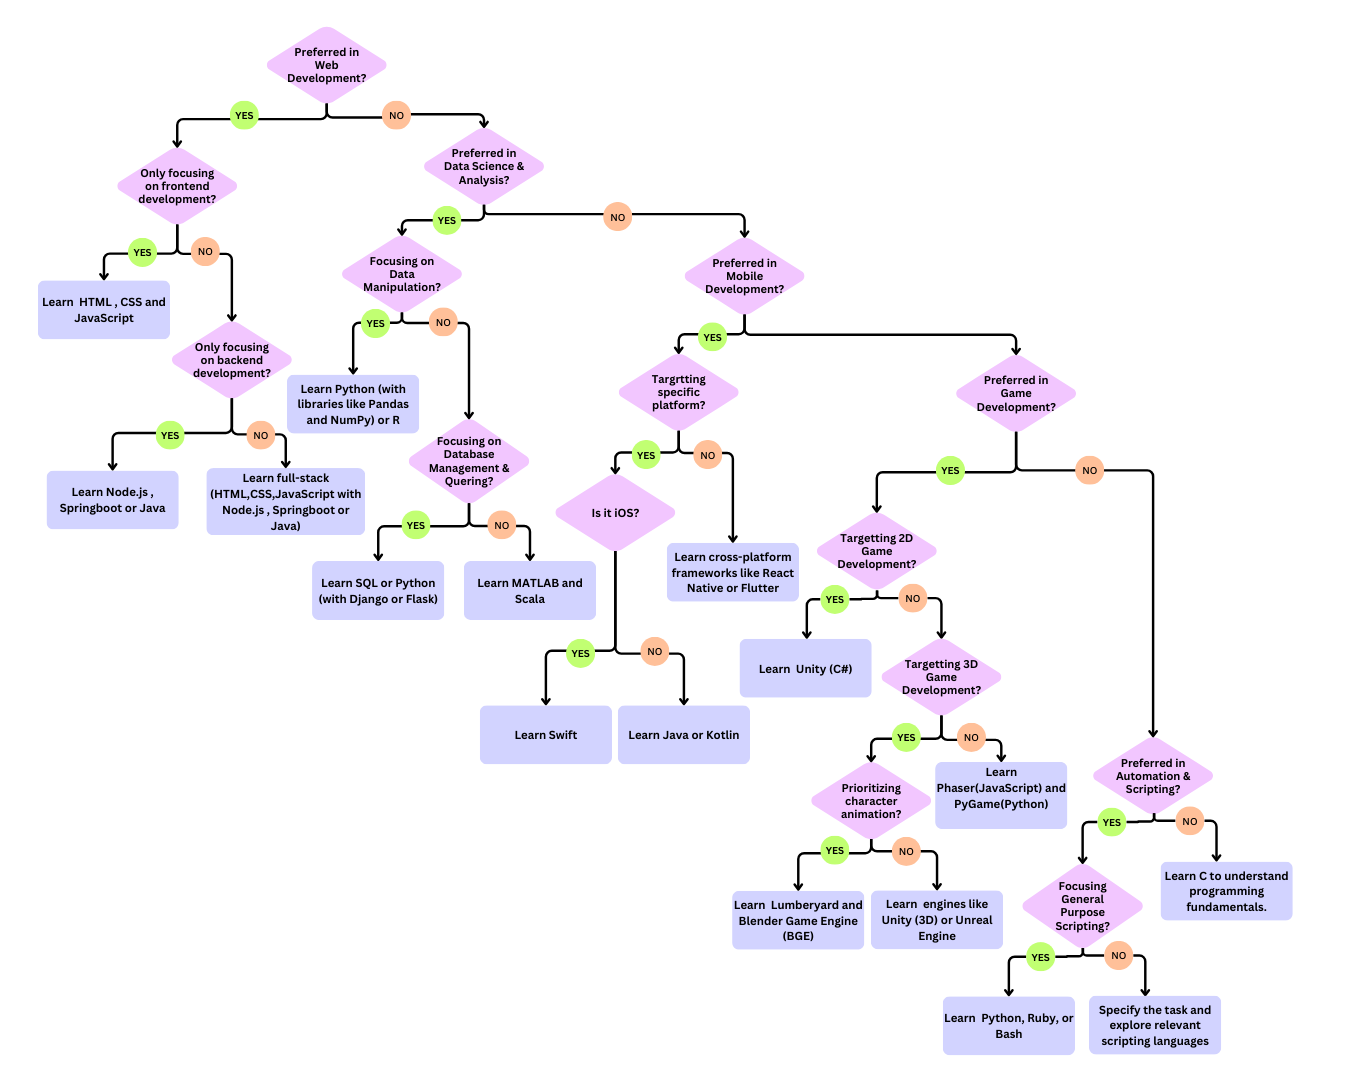 Preferred in
Web
Development?
YES
NO
Preferred in
Data Science &
Analysis?
Only focusing
on frontend
development?
YES
NO
YES
NO
Learn  HTML , CSS and
JavaScript
Focusing on
Data
Manipulation?
Preferred in
Mobile
Development?
YES
NO
YES
Only focusing
on backend
development?
Learn Python (with
libraries like Pandas
and NumPy) or R
Targrtting
specific
platform?
Preferred in
Game
Development?
YES
NO
Focusing on
Database
Management &
Quering?
YES
NO
YES
NO
Learn Node.js ,
Springboot or Java
Learn full-stack
(HTML,CSS,JavaScript with
Node.js , Springboot or
Java)
Is it iOS?
YES
NO
Learn cross-platform
frameworks like React
Native or Flutter
Targetting 2D
Game
Development?
Learn SQL or Python
(with Django or Flask)
Learn MATLAB and
Scala
YES
NO
YES
NO
Learn  Unity (C#)
Targetting 3D
Game
Development?
Learn Swift
Learn Java or Kotlin
YES
NO
Preferred in
Automation &
Scripting?
Prioritizing
character
animation?
Learn
Phaser(JavaScript) and
PyGame(Python)
YES
NO
YES
NO
Learn  Lumberyard and
Blender Game Engine
(BGE)
Learn  engines like
Unity (3D) or Unreal
Engine
Focusing
General
Purpose
Scripting?
Learn C to understand
programming
fundamentals.
YES
NO
Learn  Python, Ruby, or
Bash
Specify the task and
explore relevant
scripting languages